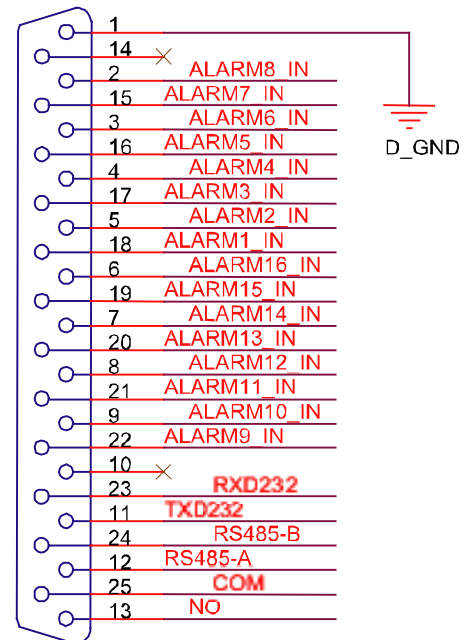 1
14
2 ALARM8_IN
15 ALARM7_IN
3 ALARM6_IN
16 ALARM5_IN
D_GND
4 ALARM4_IN
17 ALARM3_IN
5 ALARM2_IN
18 ALARM1_IN
6 ALARM16_IN
19 ALARM15_IN
7 ALARM14_IN
20 ALARM13_IN
8 ALARM12_IN
21 ALARM11_IN
9 ALARM10_IN
22 ALARM9_IN
10
23 RXD232
11 TXD232
24 RS485-B
12 RS485-A
25 COM
13 NO